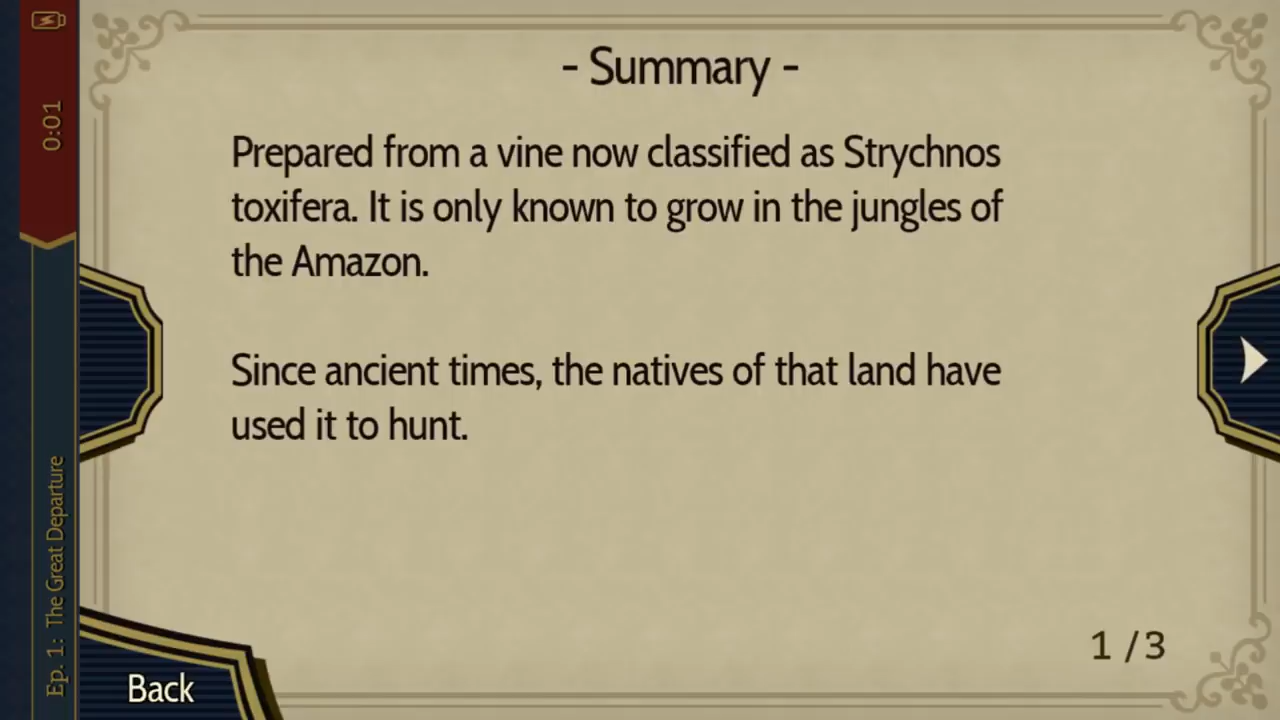 - Summary -
Prepared from a vine now classified as Strychnos
toxifera. It is only known to grow in the jungles of
the Amazon.
Since ancient times, the natives of that land have
used it to hunt.
1 / 3
Back
0:01
Ep. 1: The Great Departure